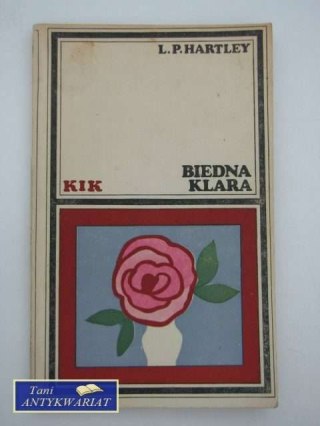 L.P. HARTLEY
BIEDNA
KIK KLARA
Tani
ANTYKWARIAT